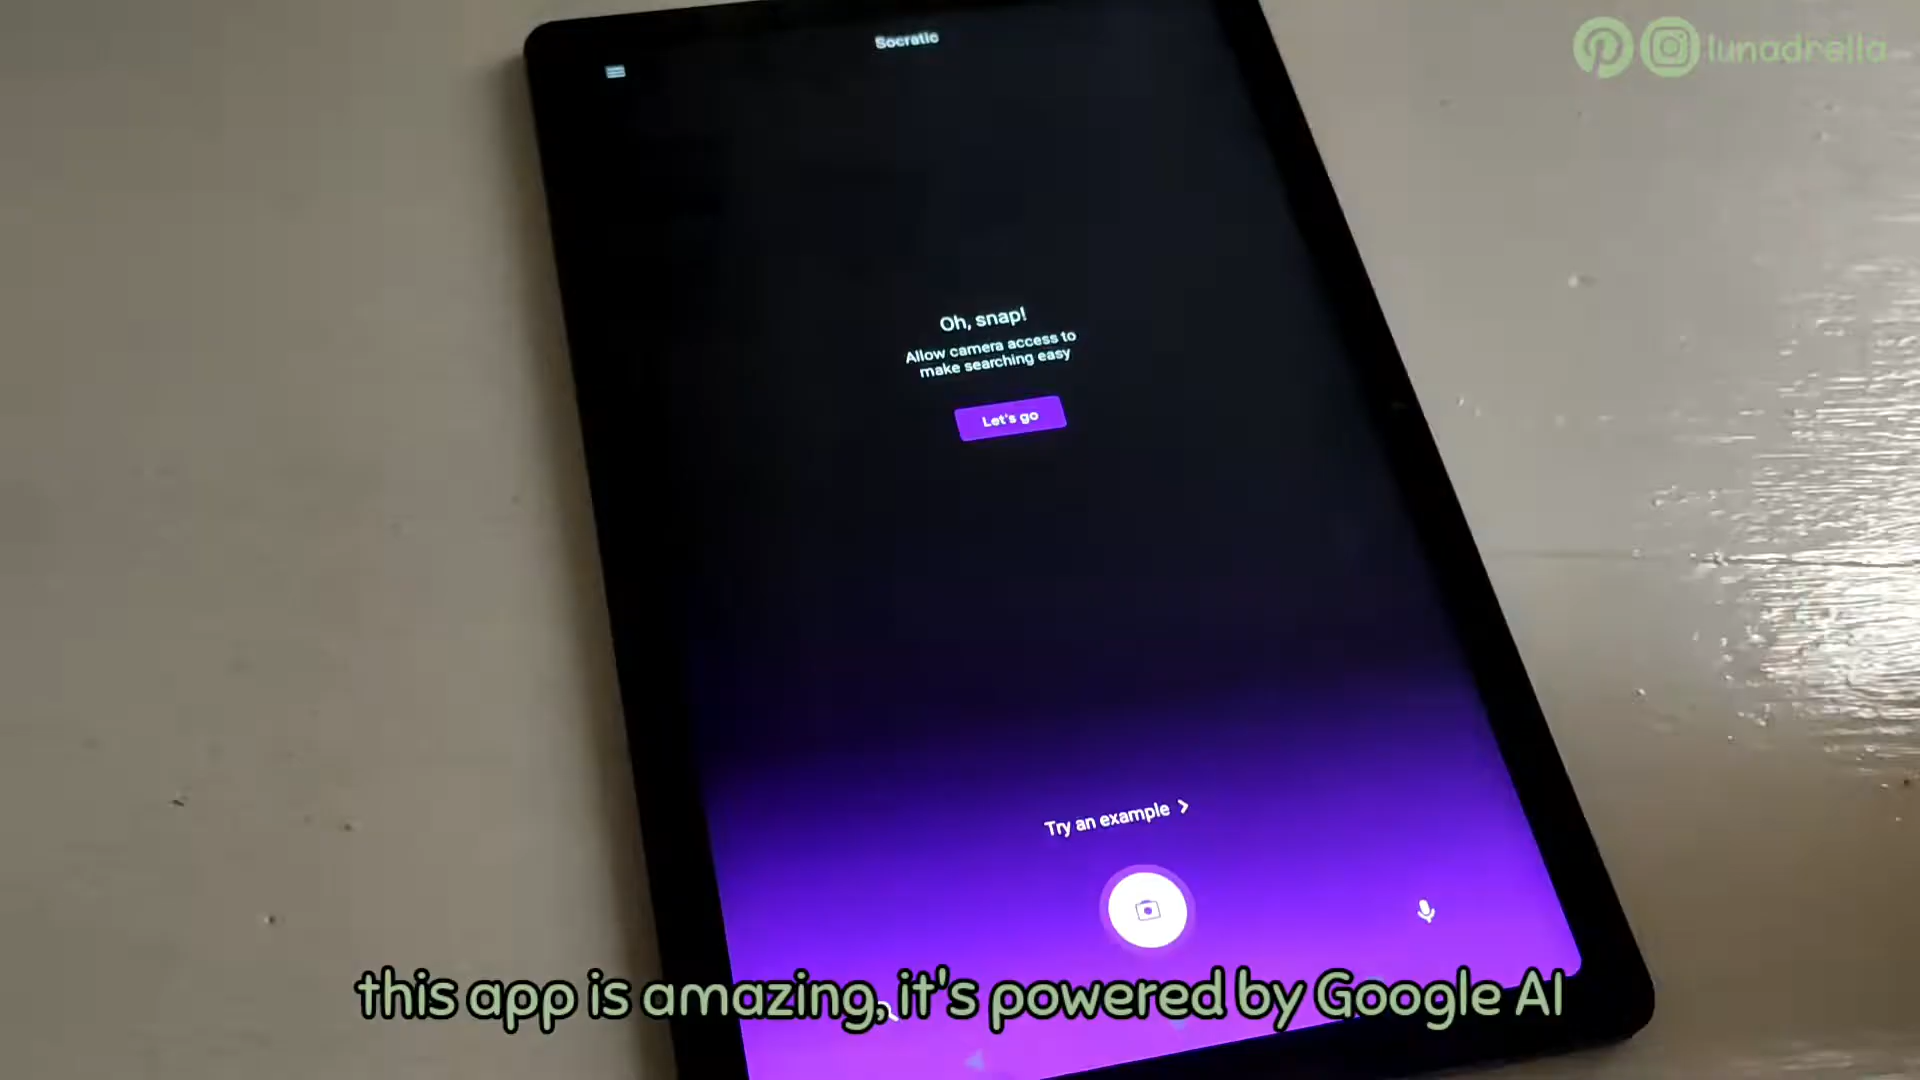 Socratic
lunadrella
Oh, snap!
Allow camera access to
make searching easy
Let's go
Try an example
this app is amazing, it's powered by Google AI